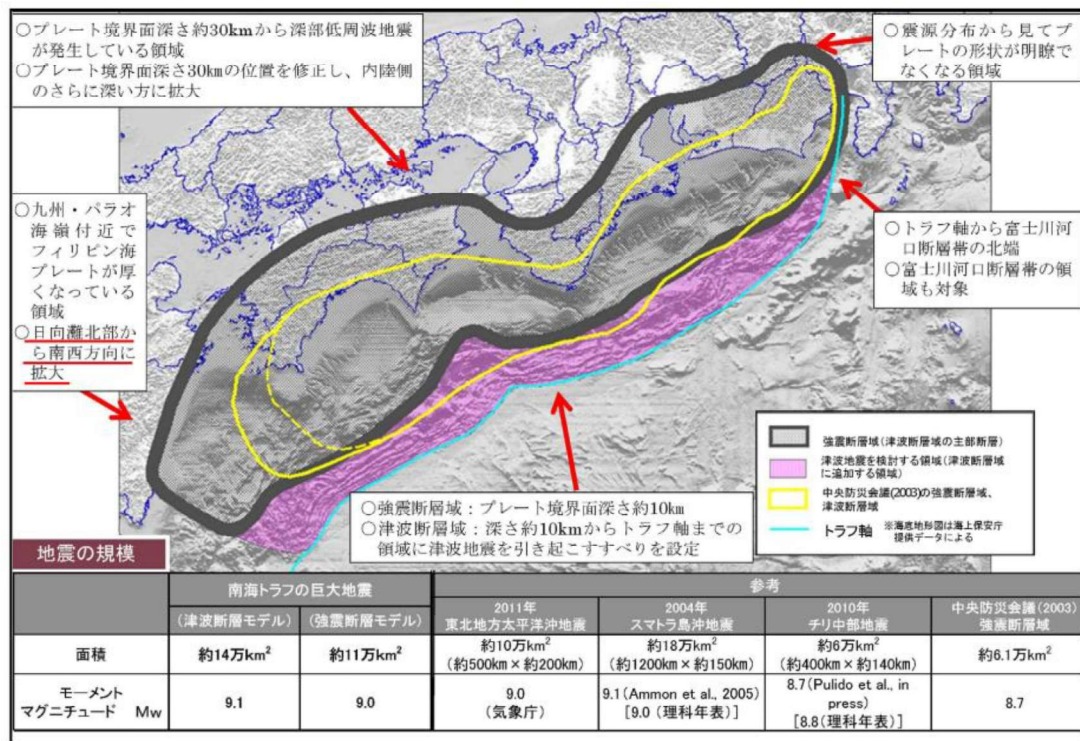 ○プレート境界面深さ約30kmから深部低周波地震
が発生している領域
○プレート境界面深さ30kmの位置を修正し、内陸側
のさらに深い方に拡大
○震源分布から見てプ
レートの形状が明瞭で
なくなる領域
○九州・パラオ
海嶺付近で
フィリピン海
プレートが厚
くなっている
領域
○日向灘北部か
ら南西方向に
拡大
○トラフ軸から富士川河
口断層帯の北端
○富士川河口断層帯の領
域も対象
○強震断層域：プレート境界面深さ約10km
○津波断層域：深さ約10kmからトラフ軸までの
領域に津波地震を引き起こすすべりを設定
強震断層域(津波断層域の主部断層)
津波地震を検討する領域(津波断層域
に追加する領域)
中央防災会議(2003)の強震断層域、
津波断層域
トラフ軸 ※海底地形図は海上保安庁
提供データによる
地震の規模
南海トラフの巨大地震 参考
(津波断層モデル) (強震断層モデル) 2011年 2004年 2010年 中央防災会議(2003)
東北地方太平洋沖地震 スマトラ島沖地震 チリ中部地震 強震断層域
面積 約14万km² 約11万km² 約10万km² 約18万km² 約6万km² 約6.1万km²
(約500km×約200km) (約1200km×約150km) (約400km×約140km)
モーメント
マグニチュード Mw 9.1 9.0 9.0 9.1(Ammon et al., 2005) 8.7(Pulido et al., in 8.7
(気象庁) [9.0 (理科年表)] press)
[8.8(理科年表)]